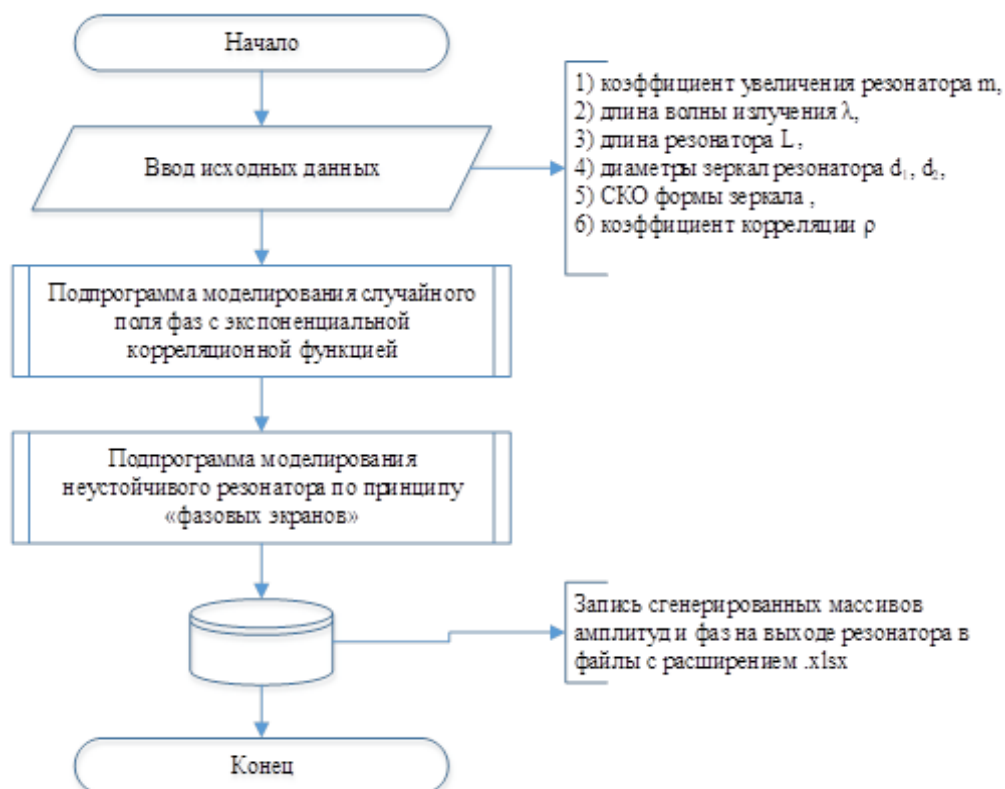 Начало
Ввод исходных данных
1) коэффициент увеличения резонатора m,
2) длина волны излучения λ,
3) длина резонатора L,
4) диаметры зеркал резонатора d₁, d₂,
5) СКО формы зеркала ,
6) коэффициент корреляции ρ
Подпрограмма моделирования случайного
поля фаз с экспоненциальной
корреляционной функцией
Подпрограмма моделирования
неустойчивого резонатора по принципу
«фазовых экранов»
Запись сгенерированных массивов
амплитуд и фаз на выходе резонатора в
файлы с расширением .xlsx
Конец